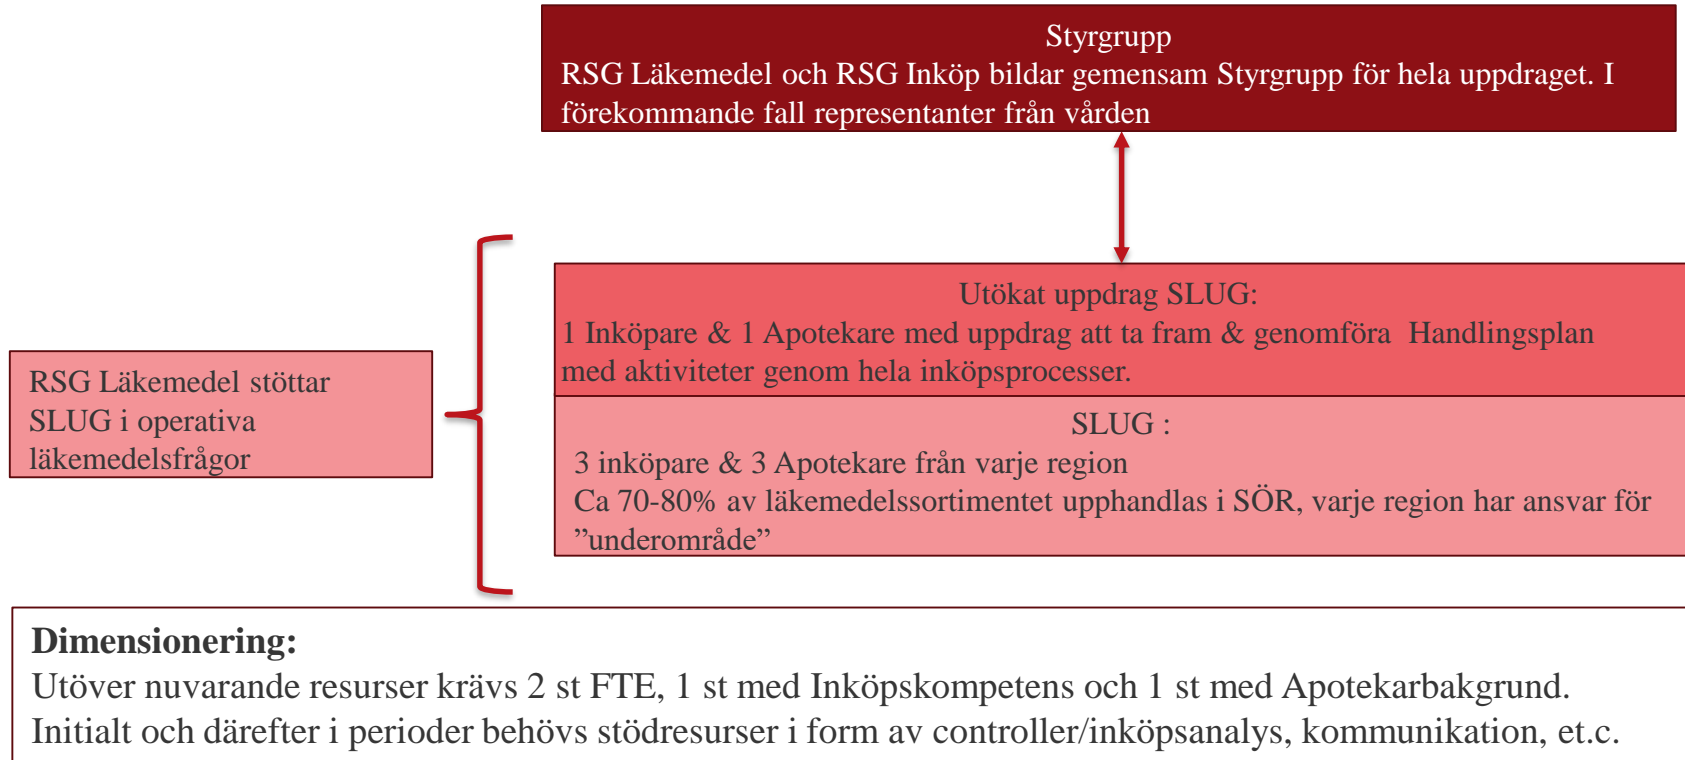 Styrgrupp
RSG Läkemedel och RSG Inköp bildar gemensam Styrgrupp för hela uppdraget. I
förekommande fall representanter från vården
Utökat uppdrag SLUG:
1 Inköpare & 1 Apotekare med uppdrag att ta fram & genomföra Handlingsplan
med aktiviteter genom hela inköpsprocesser.
RSG Läkemedel stöttar
SLUG i operativa
läkemedelsfrågor
SLUG :
3 inköpare & 3 Apotekare från varje region
Ca 70-80% av läkemedelssortimentet upphandlas i SÖR, varje region har ansvar för
”underområde”
Dimensionering:
Utöver nuvarande resurser krävs 2 st FTE, 1 st med Inköpskompetens och 1 st med Apotekarbakgrund.
Initialt och därefter i perioder behövs stödresurser i form av controller/inköpsanalys, kommunikation, et.c.